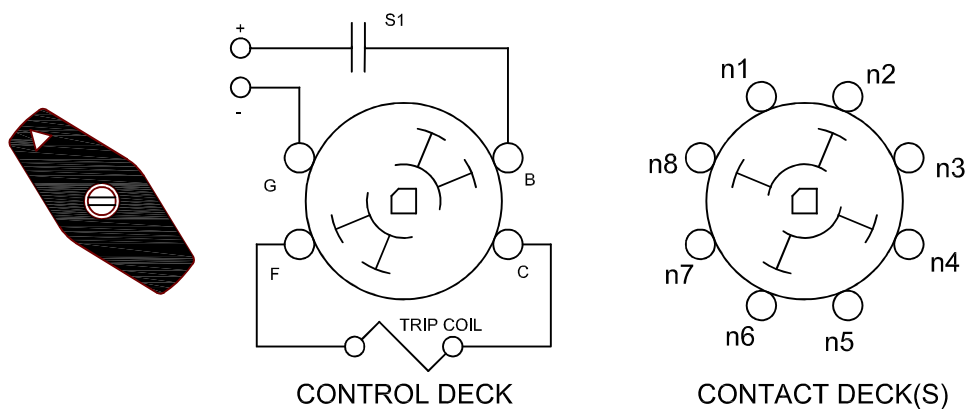 S1
+
-
G
B
F
C
TRIP COIL
CONTROL DECK
n1
n2
n8
n3
n7
n4
n6
n5
CONTACT DECK(S)